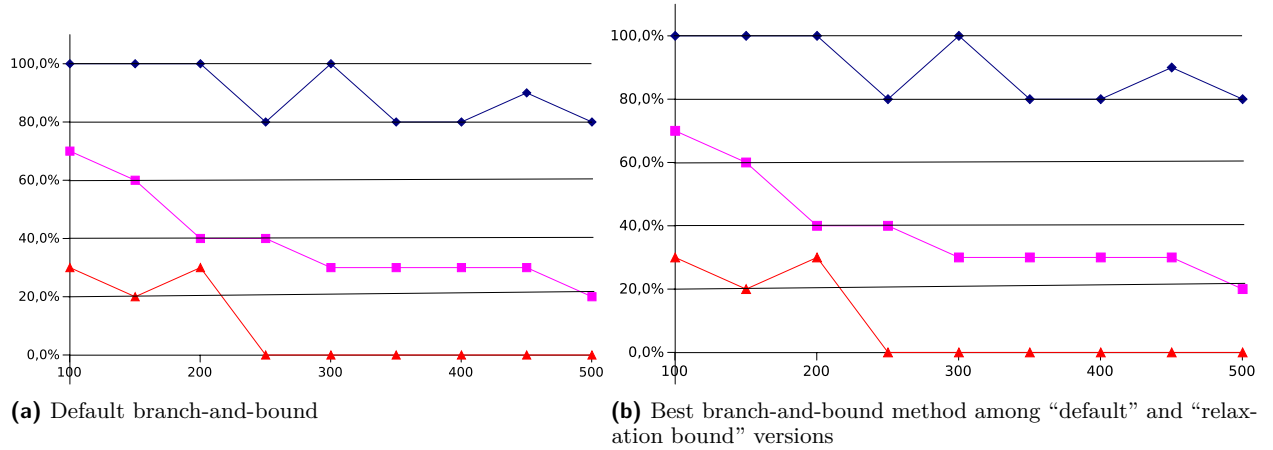 100,0%
80,0%
60,0%
40,0%
20,0%
0,0%
100 200 300 400 500
(a) Default branch-and-bound
100,0%
80,0%
60,0%
40,0%
20,0%
0,0%
100 200 300 400 500
(b) Best branch-and-bound method among “default” and “relax-
ation bound” versions